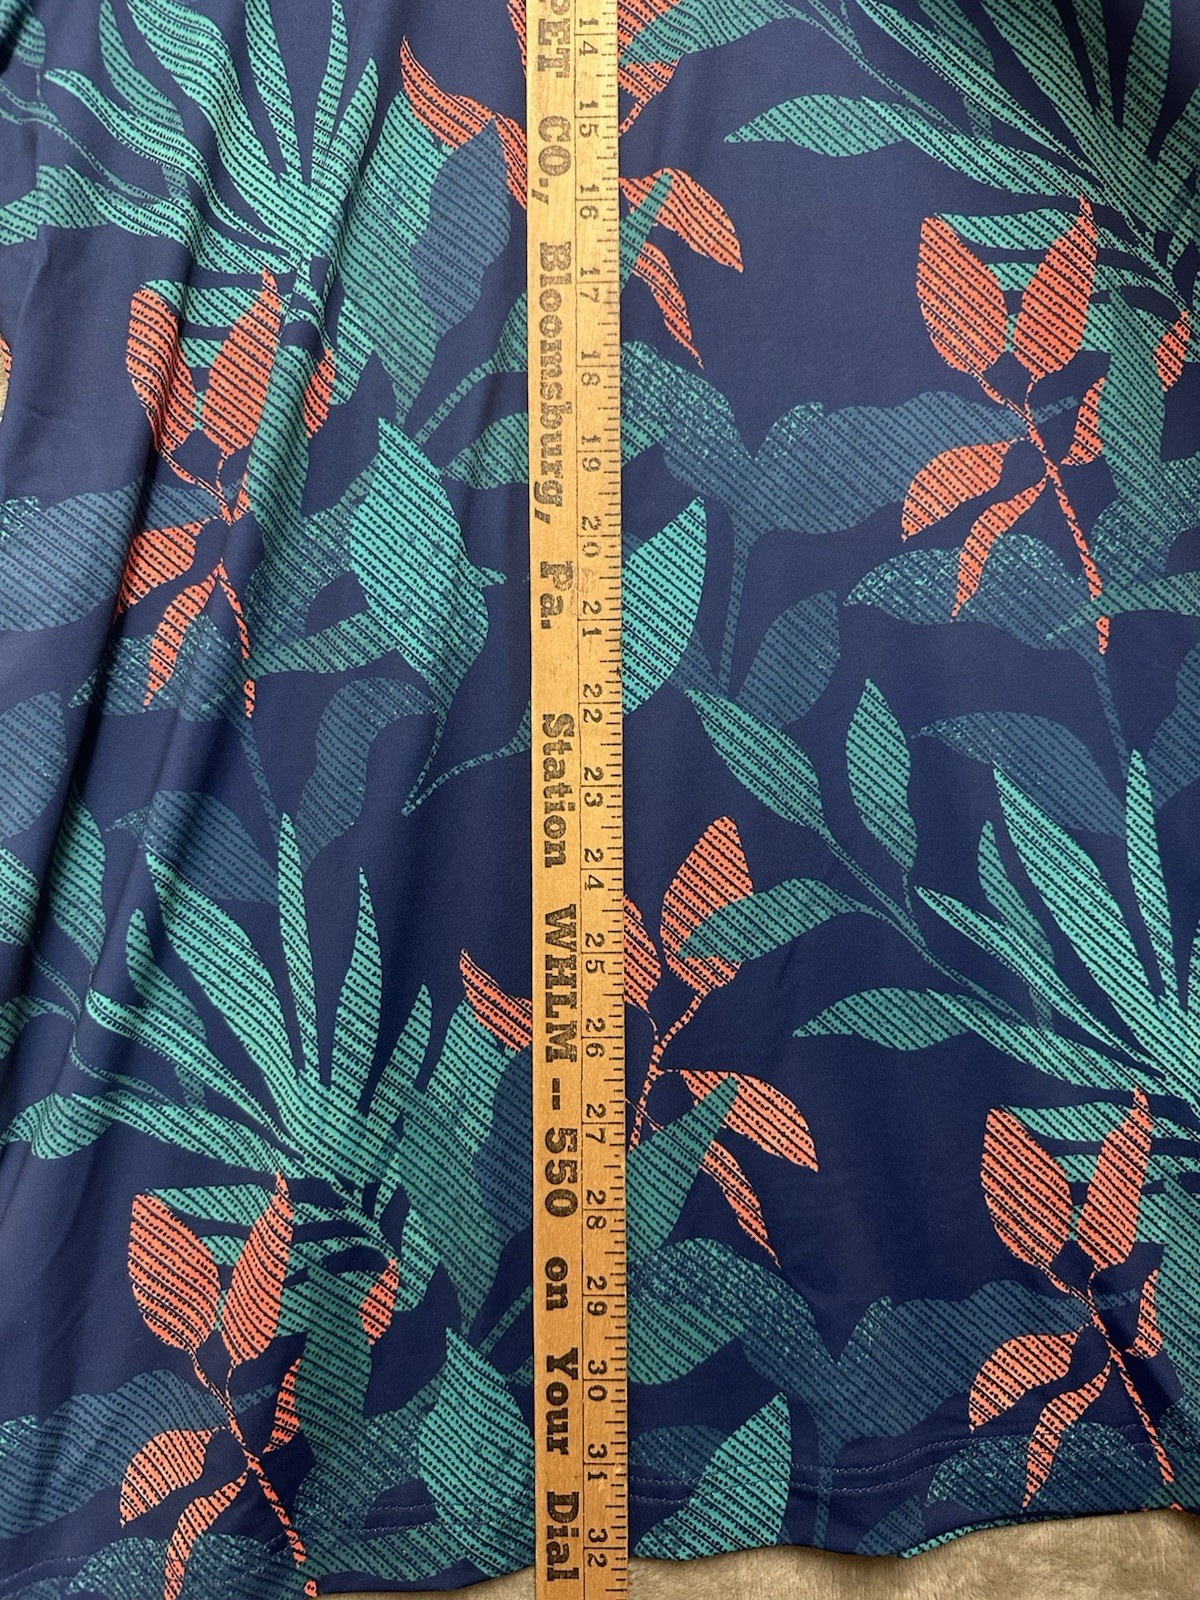 PET CO., Bloomsburg, Pa. Station WHLM -- 550 on Your Dial
14 15 16 17 18 19 20 21 22 23 24 25 26 27 28 29 30 31 32